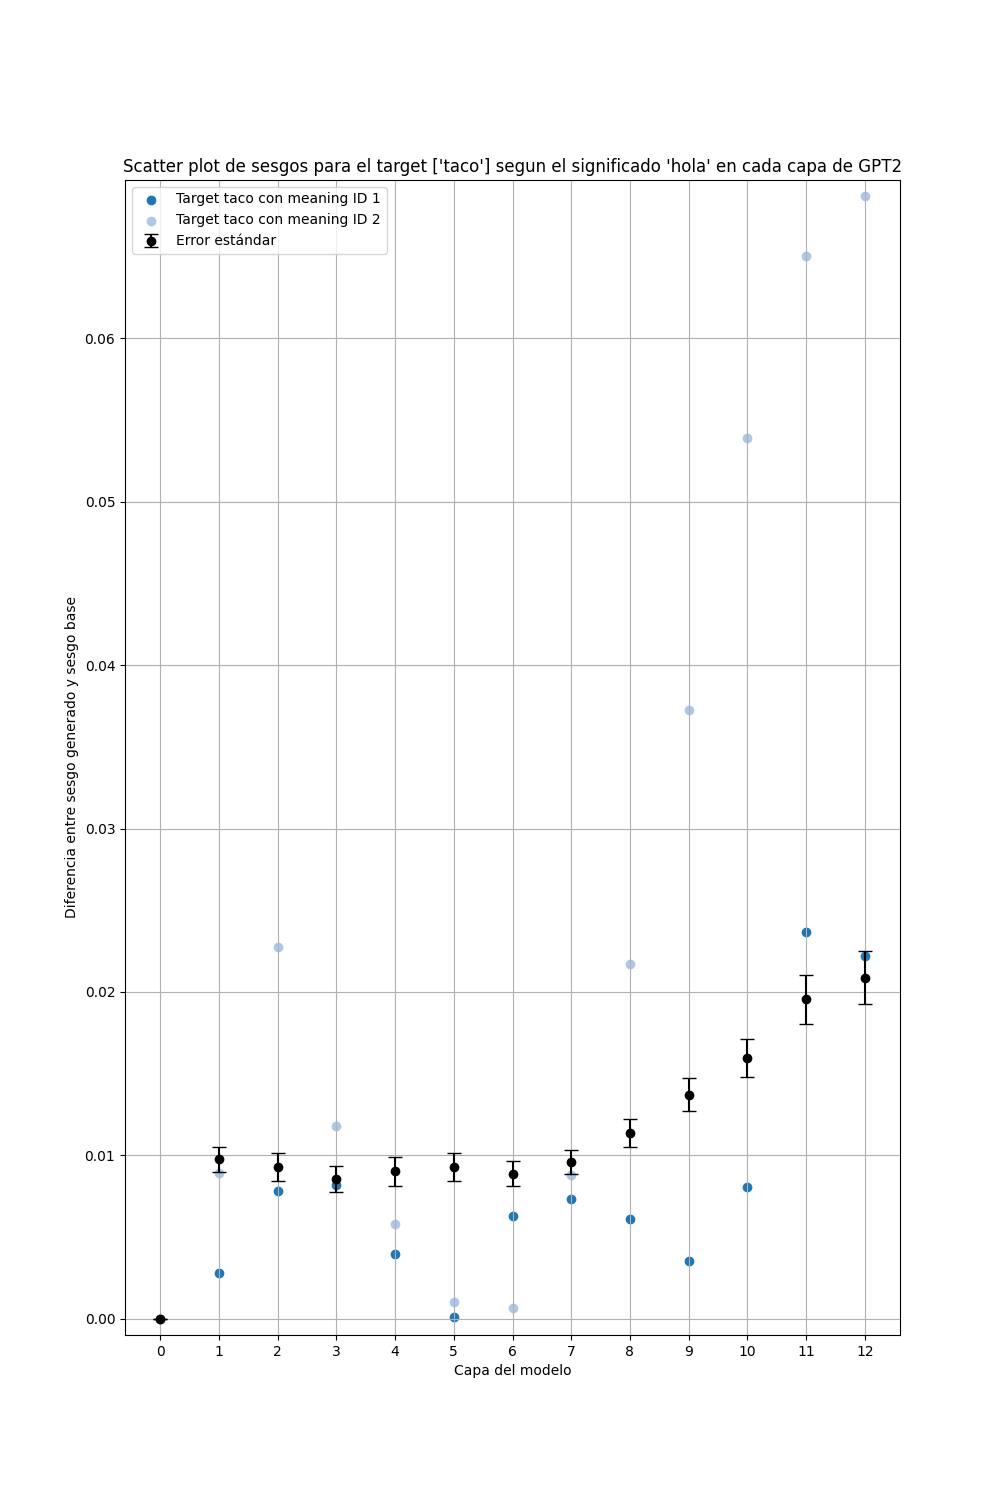 Scatter plot de sesgos para el target ['taco'] segun el significado 'hola' en cada capa de GPT2
Target taco con meaning ID 1
Target taco con meaning ID 2
Error estándar
0.06
0.05
0.04
0.03
0.02
0.01
0.00
Diferencia entre sesgo generado y sesgo base
0 1 2 3 4 5 6 7 8 9 10 11 12
Capa del modelo